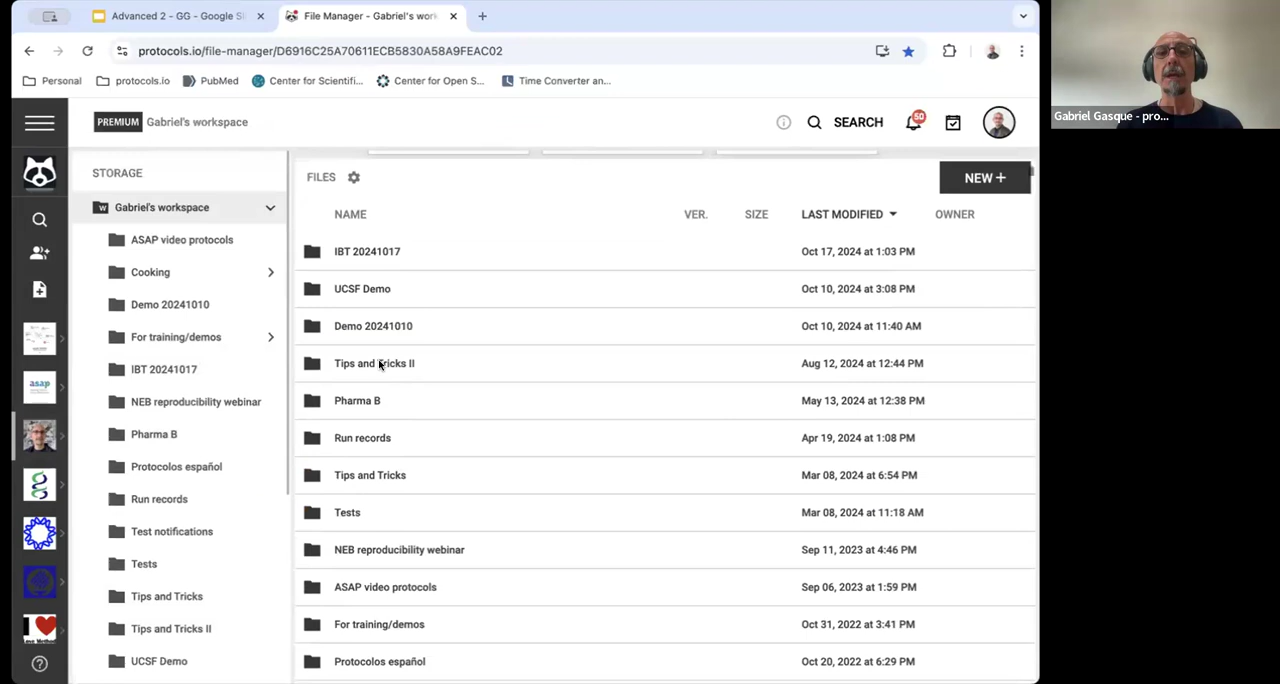 Advanced 2 - GG - Google Sl
File Manager - Gabriel's work
protocols.io/file-manager/D6916C25A70611ECB5830A58A9FEAC02
Personal
protocols.io
PubMed
Center for Scientifi...
Center for Open S...
Time Converter an...
PREMIUM Gabriel's workspace
SEARCH
50
Gabriel Gasque - pro...
STORAGE
Gabriel's workspace
ASAP video protocols
Cooking
Demo 20241010
For training/demos
IBT 20241017
NEB reproducibility webinar
Pharma B
Protocolos español
Run records
Test notifications
Tests
Tips and Tricks
Tips and Tricks II
UCSF Demo
asap
I
FILES
NEW +
NAME VER. SIZE LAST MODIFIED OWNER
IBT 20241017 Oct 17, 2024 at 1:03 PM
UCSF Demo Oct 10, 2024 at 3:08 PM
Demo 20241010 Oct 10, 2024 at 11:40 AM
Tips and Tricks II Aug 12, 2024 at 12:44 PM
Pharma B May 13, 2024 at 12:38 PM
Run records Apr 19, 2024 at 1:08 PM
Tips and Tricks Mar 08, 2024 at 6:54 PM
Tests Mar 08, 2024 at 11:18 AM
NEB reproducibility webinar Sep 11, 2023 at 4:46 PM
ASAP video protocols Sep 06, 2023 at 1:59 PM
For training/demos Oct 31, 2022 at 3:41 PM
Protocolos español Oct 20, 2022 at 6:29 PM